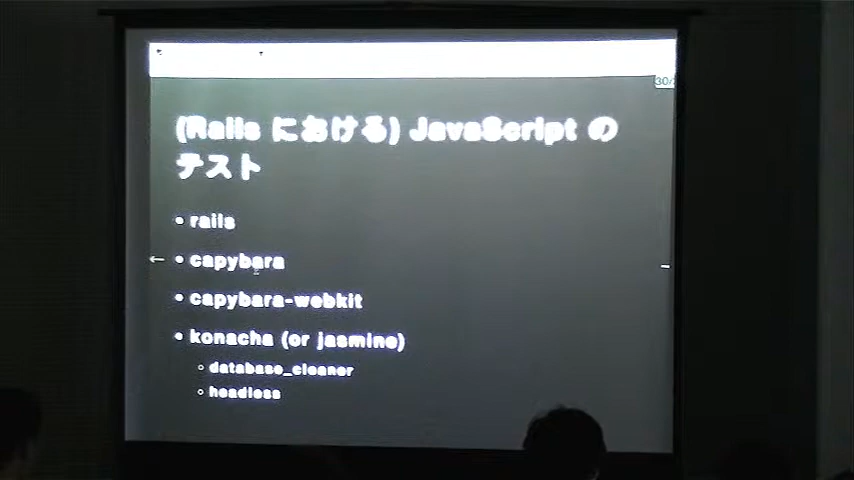 30/
(Rails における) JavaScript の
テスト
• rails
← • capybara
• capybara-webkit
• konacha (or jasmine)
○ database_cleaner
○ headless